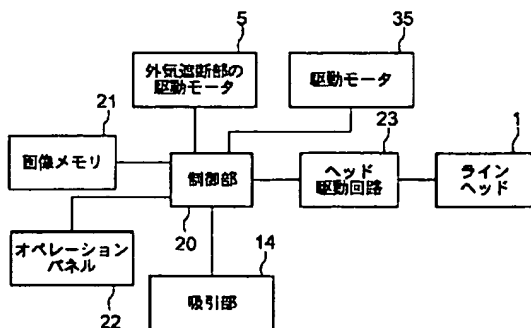 5
35
外気遮断部の
駆動モータ
駆動モータ
21
23
1
画像メモリ
制御部
ヘッド
駆動回路
ライン
ヘッド
20
14
オペレーション
パネル
吸引部
22